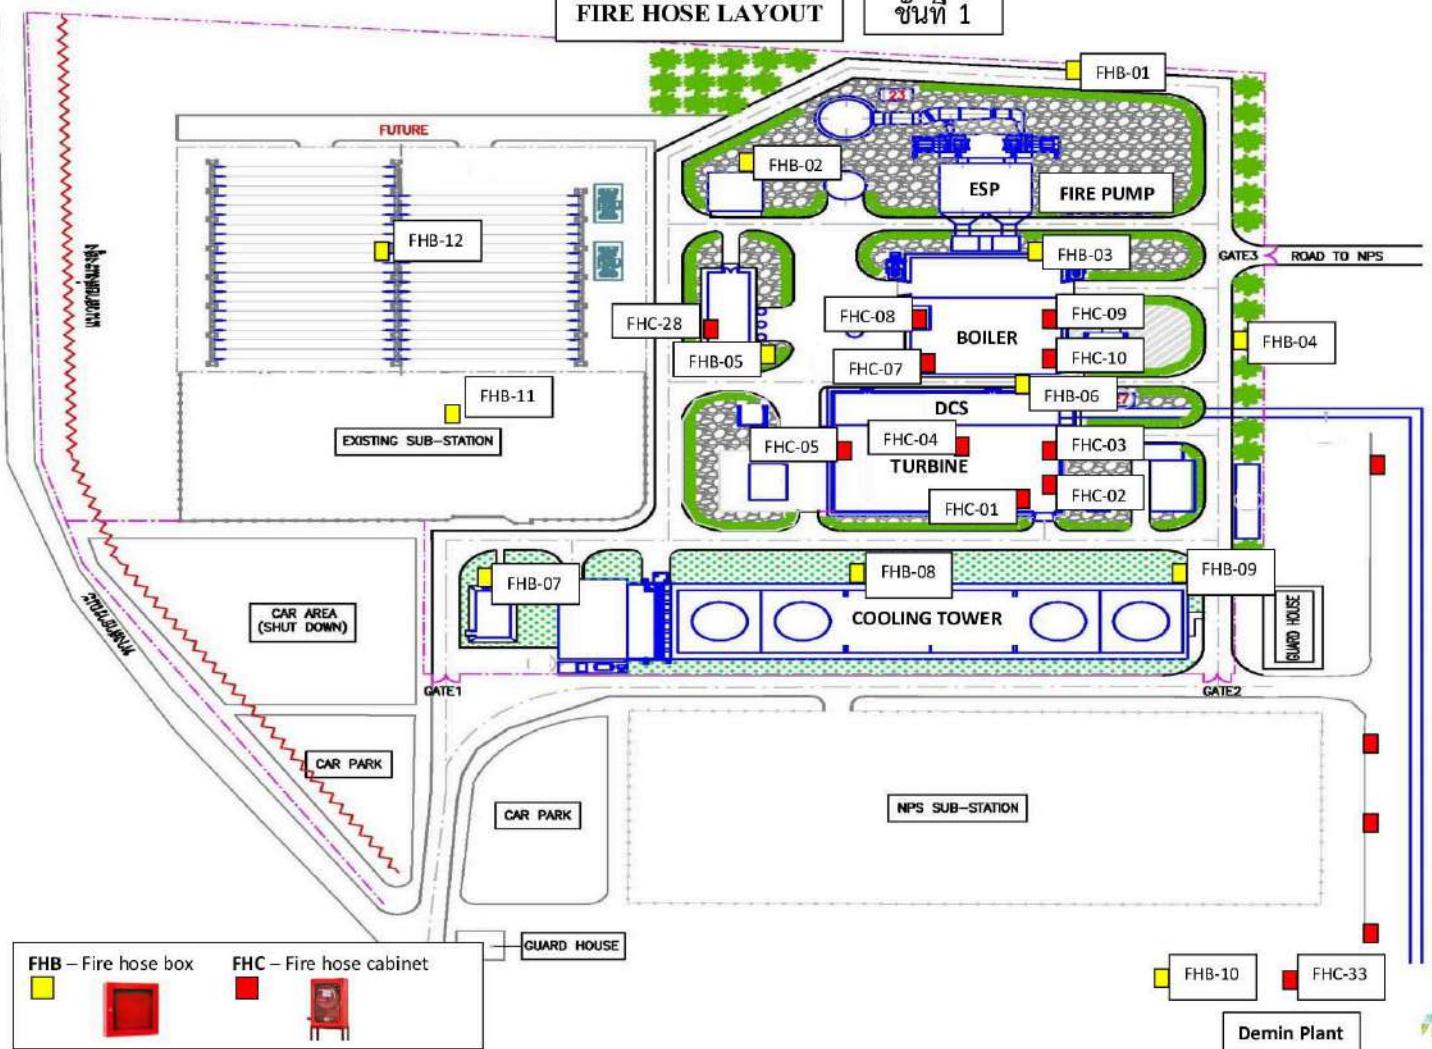 FIRE HOSE LAYOUT
ชั้นที่ 1
FHB-01
23
FUTURE
FHB-02
ESP
FIRE PUMP
FHB-12
FHB-03
GATE3
ROAD TO NPS
FHC-28
FHC-08
FHC-09
BOILER
FHB-04
FHB-05
FHC-07
FHC-10
FHB-11
FHB-06
DCS
EXISTING SUB-STATION
FHC-05
FHC-04
FHC-03
TURBINE
FHC-01
FHC-02
FHB-07
FHB-08
FHB-09
CAR AREA
(SHUT DOWN)
COOLING TOWER
GUARD HOUSE
GATE1
GATE2
CAR PARK
CAR PARK
NPS SUB-STATION
GUARD HOUSE
FHB – Fire hose box
FHC – Fire hose cabinet
FHB-10
FHC-33
Demin Plant